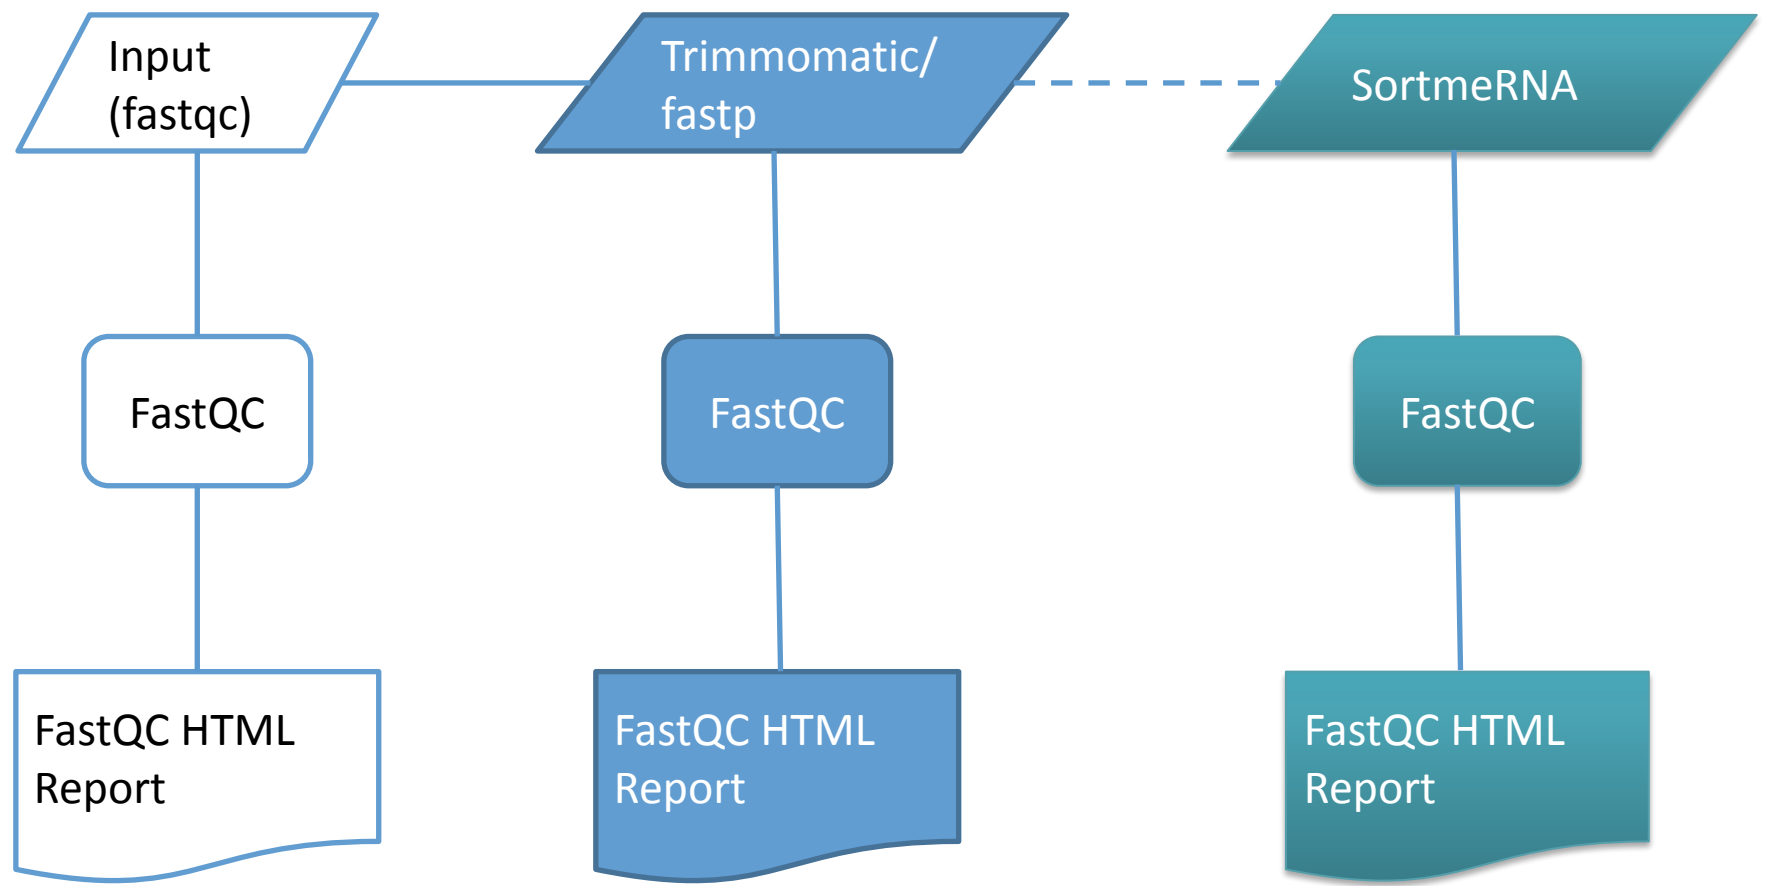 Input
(fastqc)
Trimmomatic/
fastp
SortmeRNA
FastQC
FastQC
FastQC
FastQC HTML
Report
FastQC HTML
Report
FastQC HTML
Report